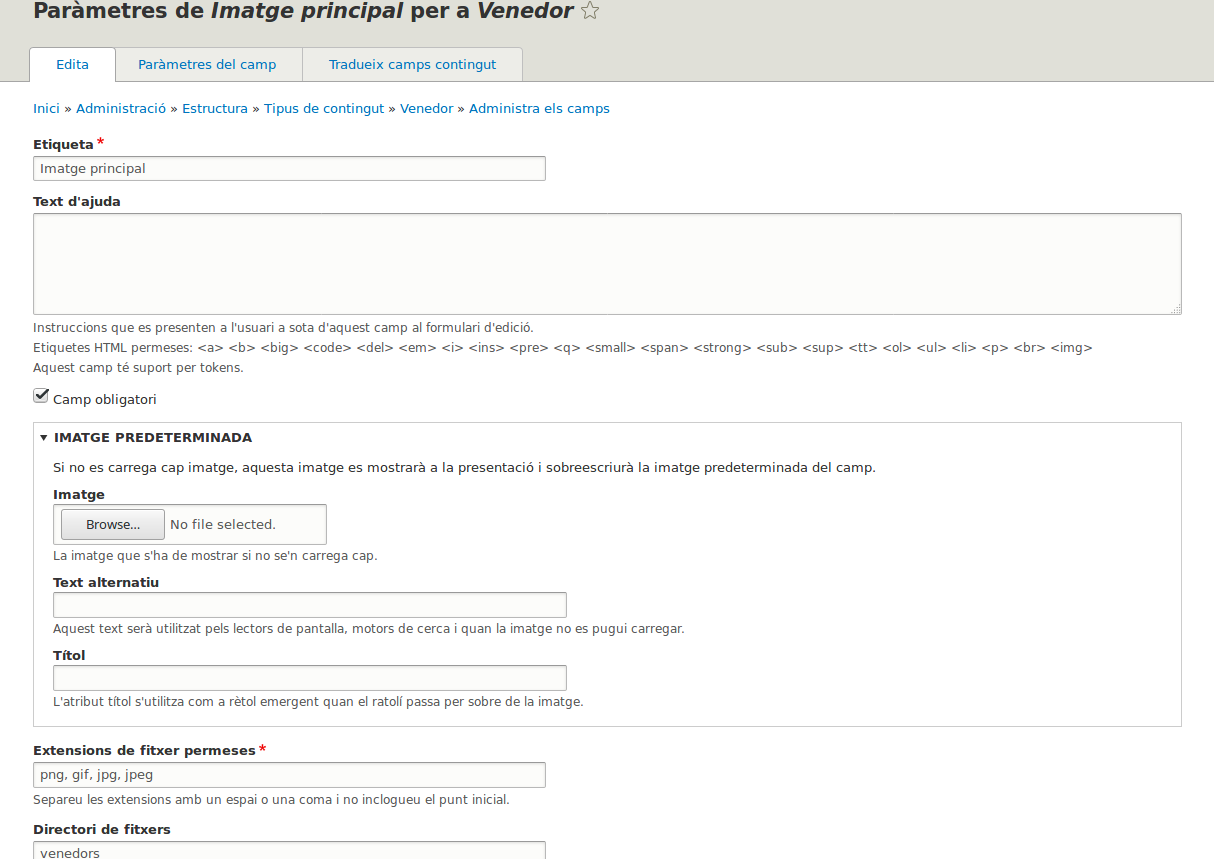 Paràmetres de Imatge principal per a Venedor
Edita
Paràmetres del camp
Tradueix camps contingut
Inici » Administració » Estructura » Tipus de contingut » Venedor » Administra els camps
Etiqueta *
Imatge principal
Text d'ajuda
Instruccions que es presenten a l'usuari a sota d'aquest camp al formulari d'edició.
Etiquetes HTML permeses: <a> <b> <big> <code> <del> <em> <i> <ins> <pre> <q> <small> <span> <strong> <sub> <sup> <tt> <ol> <ul> <li> <p> <br> <img>
Aquest camp té suport per tokens.
Camp obligatori
IMATGE PREDETERMINADA
Si no es carrega cap imatge, aquesta imatge es mostrarà a la presentació i sobreescriurà la imatge predeterminada del camp.
Imatge
Browse... No file selected.
La imatge que s'ha de mostrar si no se'n carrega cap.
Text alternatiu
Aquest text serà utilitzat pels lectors de pantalla, motors de cerca i quan la imatge no es pugui carregar.
Títol
L'atribut títol s'utilitza com a rètol emergent quan el ratolí passa per sobre de la imatge.
Extensions de fitxer permeses *
png, gif, jpg, jpeg
Separeu les extensions amb un espai o una coma i no inclogueu el punt inicial.
Directori de fitxers
venedors